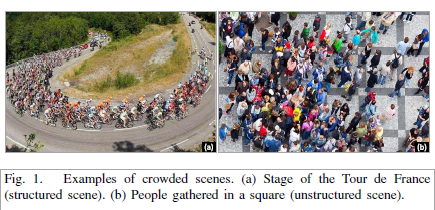 (a) (b)
Fig. 1. Examples of crowded scenes. (a) Stage of the Tour de France
(structured scene). (b) People gathered in a square (unstructured scene).